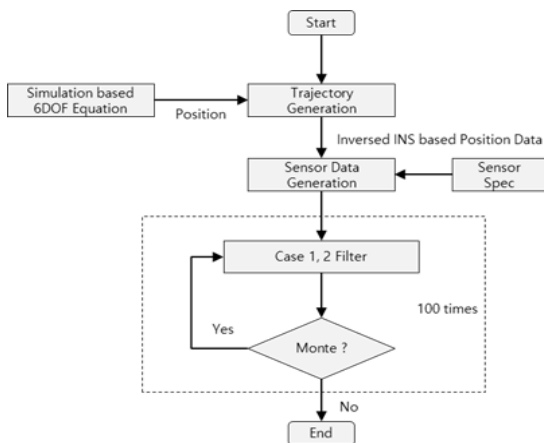 Start
Simulation based
6DOF Equation
Position
Trajectory
Generation
Inversed INS based Position Data
Sensor Data
Generation
Sensor
Spec
Case 1, 2 Filter
100 times
Yes
Monte ?
No
End